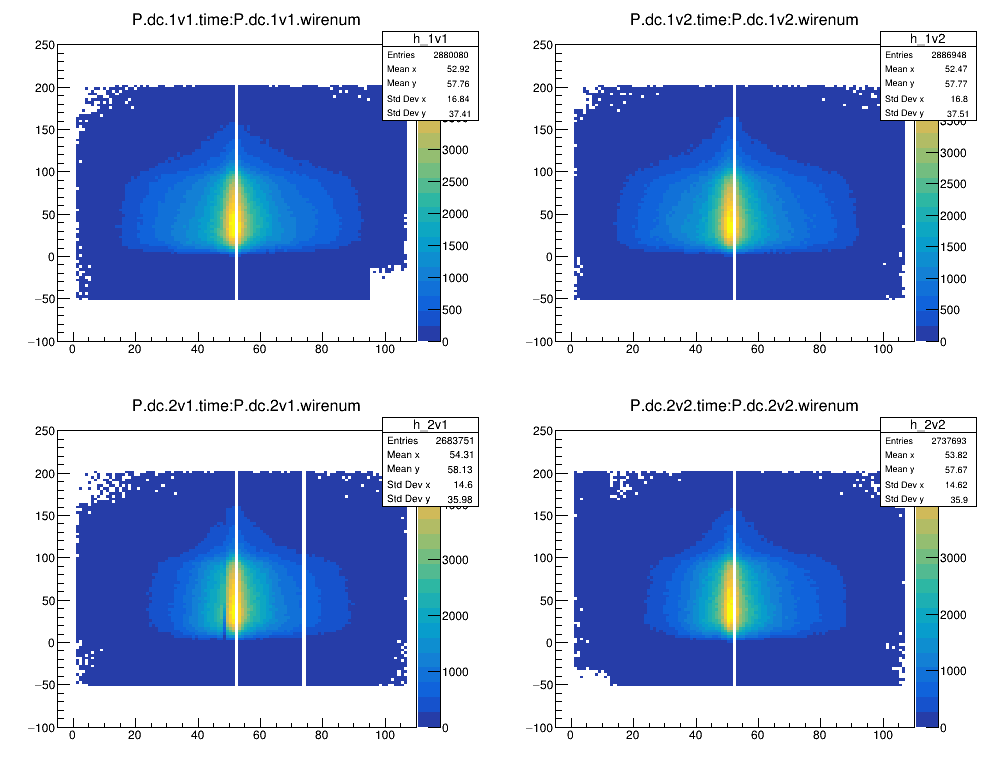 P.dc.1v1.time:P.dc.1v1.wirenum
h_1v1
Entries 2880080
Mean x 52.92
Mean y 57.76
Std Dev x 16.84
Std Dev y 37.41
250
200
150
100
50
0
−50
−100
0 20 40 60 80 100
3000
2500
2000
1500
1000
500
0
P.dc.1v2.time:P.dc.1v2.wirenum
h_1v2
Entries 2886948
Mean x 52.47
Mean y 57.77
Std Dev x 16.8
Std Dev y 37.51
250
200
150
100
50
0
−50
−100
0 20 40 60 80 100
3500
3000
2500
2000
1500
1000
500
0
P.dc.2v1.time:P.dc.2v1.wirenum
h_2v1
Entries 2683751
Mean x 54.31
Mean y 58.13
Std Dev x 14.6
Std Dev y 35.98
250
200
150
100
50
0
−50
−100
0 20 40 60 80 100
3000
2000
1000
0
P.dc.2v2.time:P.dc.2v2.wirenum
h_2v2
Entries 2737693
Mean x 53.82
Mean y 57.67
Std Dev x 14.62
Std Dev y 35.9
250
200
150
100
50
0
−50
−100
0 20 40 60 80 100
3000
2000
1000
0